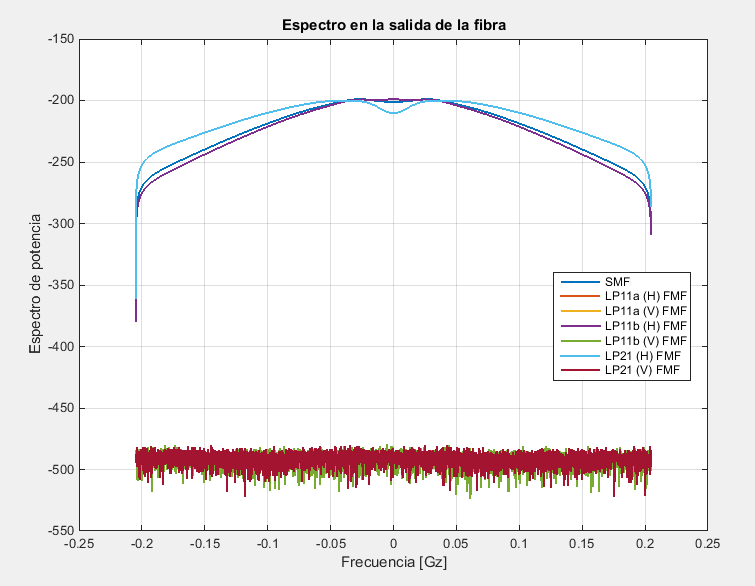 Espectro en la salida de la fibra
-150
-200
-250
-300
-350
-400
-450
-500
-550
Espectro de potencia
SMF
LP11a (H) FMF
LP11a (V) FMF
LP11b (H) FMF
LP11b (V) FMF
LP21 (H) FMF
LP21 (V) FMF
-0.25 -0.2 -0.15 -0.1 -0.05 0 0.05 0.1 0.15 0.2 0.25
Frecuencia [Gz]